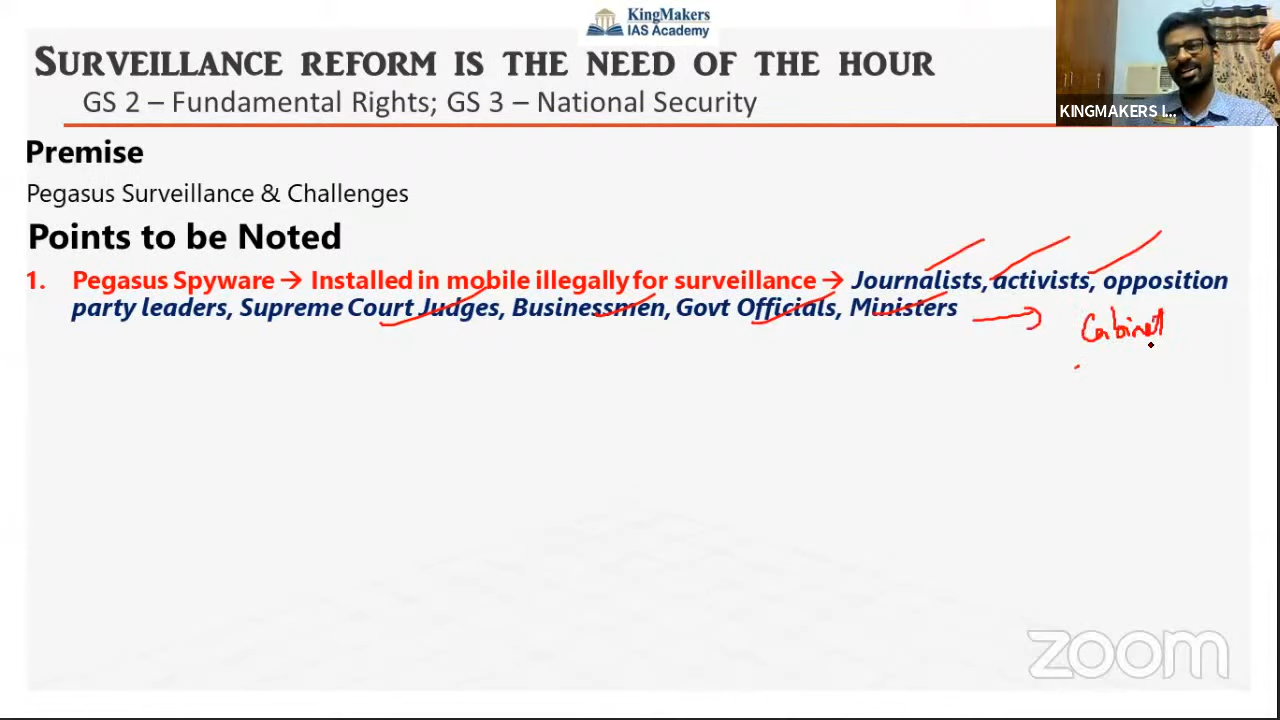 KingMakers
IAS Academy
SURVEILLANCE REFORM IS THE NEED OF THE HOUR
GS 2 – Fundamental Rights; GS 3 – National Security
KINGMAKERS I...
Premise
Pegasus Surveillance & Challenges
Points to be Noted
1. Pegasus Spyware → Installed in mobile illegally for surveillance → Journalists, activists, opposition
party leaders, Supreme Court Judges, Businessmen, Govt Officials, Ministers
Cabinet
zoom